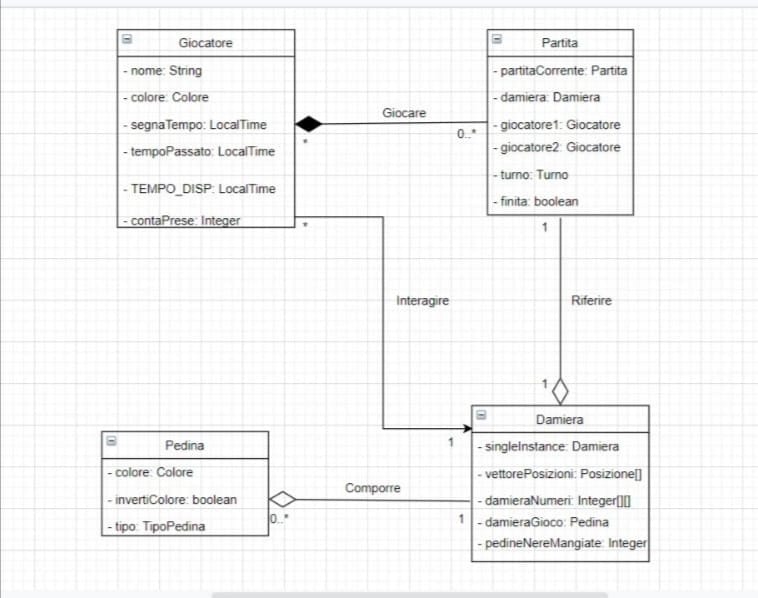 Giocatore
- nome: String
- colore: Colore
- segnaTempo: LocalTime
- tempoPassato: LocalTime
- TEMPO_DISP: LocalTime
- contaPrese: Integer
Giocare
*
0..*
Partita
- partitaCorrente: Partita
- damiera: Damiera
- giocatore1: Giocatore
- giocatore2: Giocatore
- turno: Turno
- finita: boolean
*
1
Interagire
Riferire
1
1
Damiera
- singleInstance: Damiera
- vettorePosizioni: Posizione[]
- damieraNumeri: Integer[][]
- damieraGioco: Pedina
- pedineNereMangiate: Integer
Pedina
- colore: Colore
- invertiColore: boolean
- tipo: TipoPedina
Comporre
0..*
1